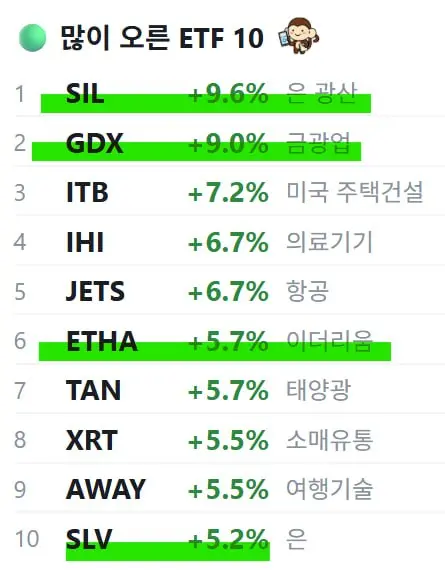 많이 오른 ETF 10
1 SIL +9.6% 은 광산
2 GDX +9.0% 금광업
3 ITB +7.2% 미국 주택건설
4 IHI +6.7% 의료기기
5 JETS +6.7% 항공
6 ETHA +5.7% 이더리움
7 TAN +5.7% 태양광
8 XRT +5.5% 소매유통
9 AWAY +5.5% 여행기술
10 SLV +5.2% 은